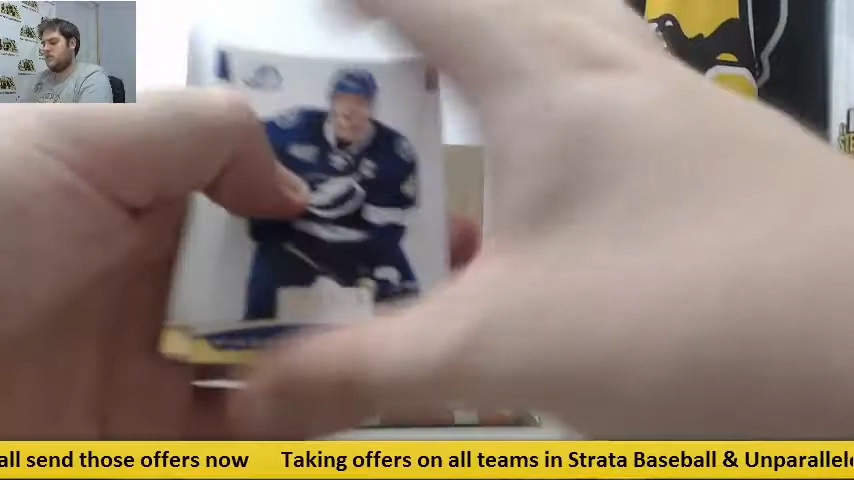 all send those offers now Taking offers on all teams in Strata Baseball & Unparallele